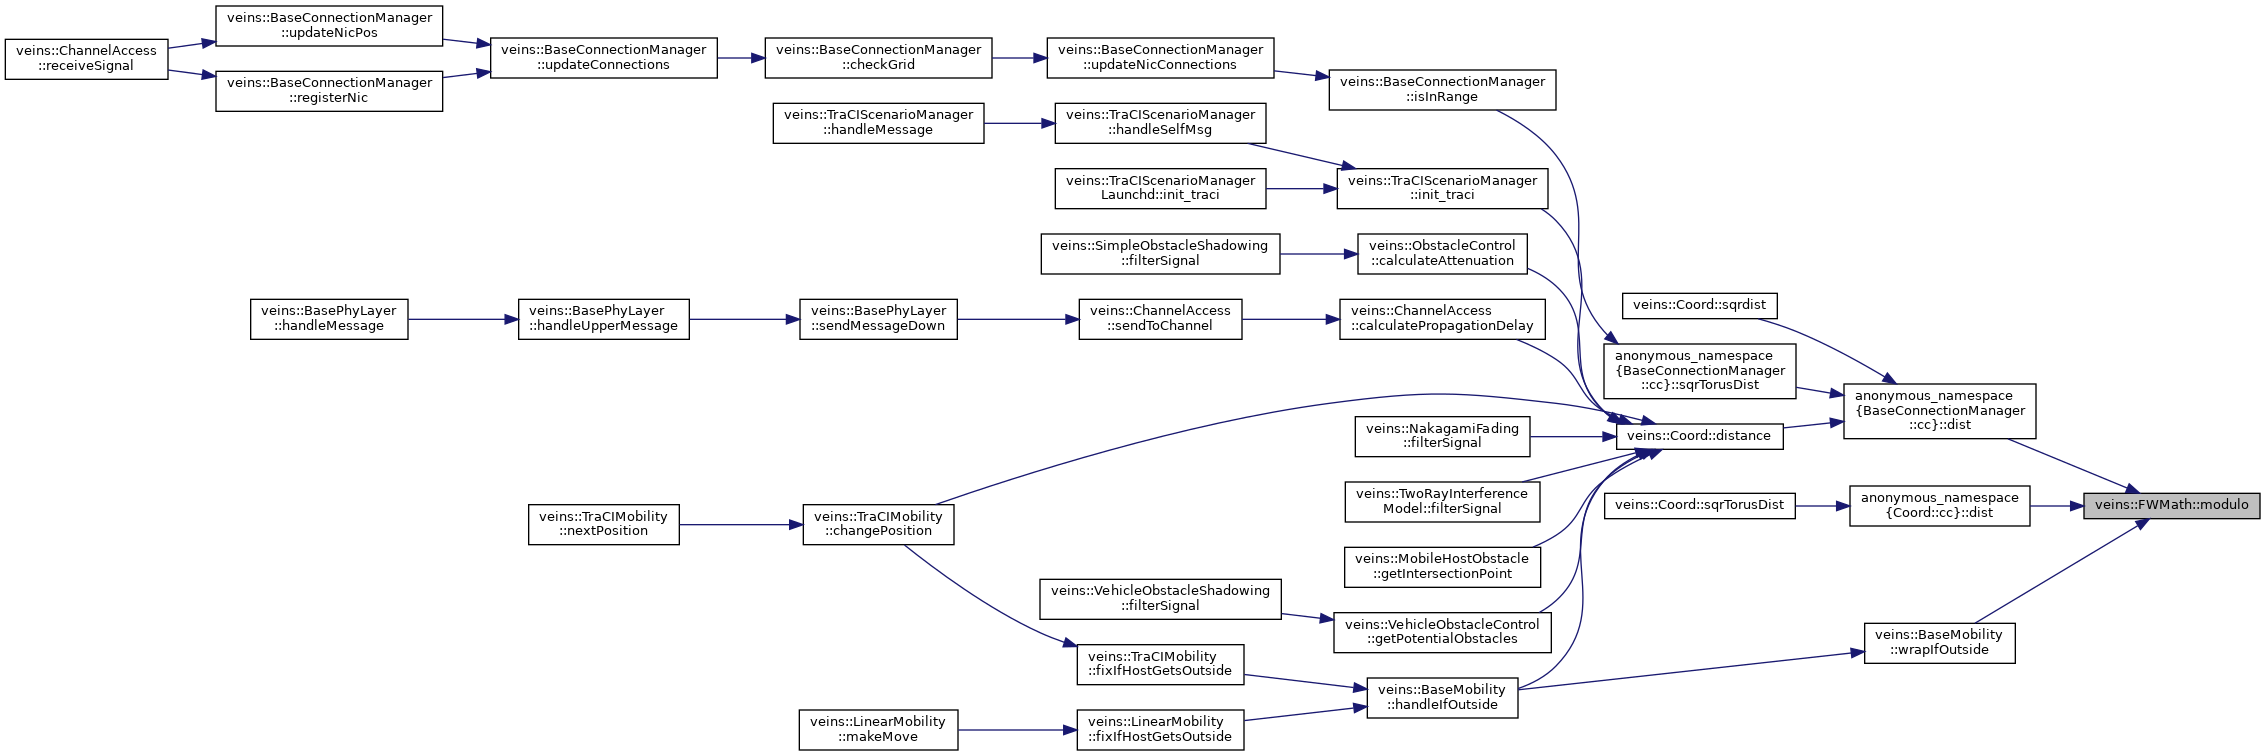 veins::BaseConnectionManager
::updateNicPos
veins::ChannelAccess
::receiveSignal
veins::BaseConnectionManager
::registerNic
veins::BaseConnectionManager
::updateConnections
veins::BaseConnectionManager
::checkGrid
veins::BaseConnectionManager
::updateNicConnections
veins::BaseConnectionManager
::isInRange
veins::TraCIScenarioManager
::handleMessage
veins::TraCIScenarioManager
::handleSelfMsg
veins::TraCIScenarioManager
Launchd::init_traci
veins::TraCIScenarioManager
::init_traci
veins::SimpleObstacleShadowing
::filterSignal
veins::ObstacleControl
::calculateAttenuation
veins::BasePhyLayer
::handleMessage
veins::BasePhyLayer
::handleUpperMessage
veins::BasePhyLayer
::sendMessageDown
veins::ChannelAccess
::sendToChannel
veins::ChannelAccess
::calculatePropagationDelay
veins::Coord::sqrdist
anonymous_namespace
{BaseConnectionManager
::cc}::sqrTorusDist
anonymous_namespace
{BaseConnectionManager
::cc}::dist
veins::Coord::distance
veins::NakagamiFading
::filterSignal
veins::TwoRayInterference
Model::filterSignal
veins::Coord::sqrTorusDist
anonymous_namespace
{Coord::cc}::dist
veins::FWMath::modulo
veins::TraCIMobility
::nextPosition
veins::TraCIMobility
::changePosition
veins::MobileHostObstacle
::getIntersectionPoint
veins::VehicleObstacleShadowing
::filterSignal
veins::VehicleObstacleControl
::getPotentialObstacles
veins::BaseMobility
::wrapIfOutside
veins::TraCIMobility
::fixIfHostGetsOutside
veins::BaseMobility
::handleIfOutside
veins::LinearMobility
::makeMove
veins::LinearMobility
::fixIfHostGetsOutside